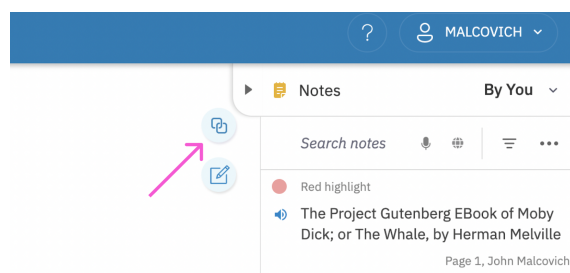 ? MALCOVICH
Notes By You
Search notes
Red highlight
The Project Gutenberg EBook of Moby
Dick; or The Whale, by Herman Melville
Page 1, John Malcovich